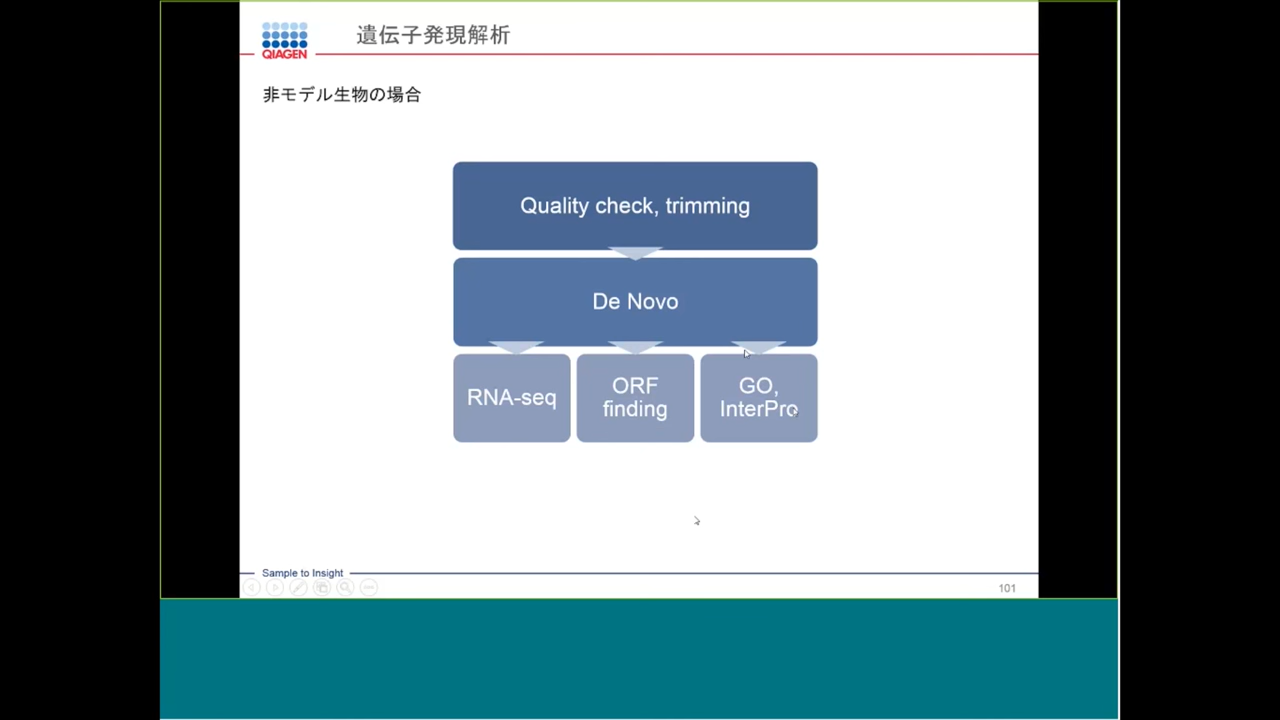 QIAGEN
遺伝子発現解析
非モデル生物の場合
Quality check, trimming
De Novo
RNA-seq
ORF
finding
GO,
InterPro
Sample to Insight
101